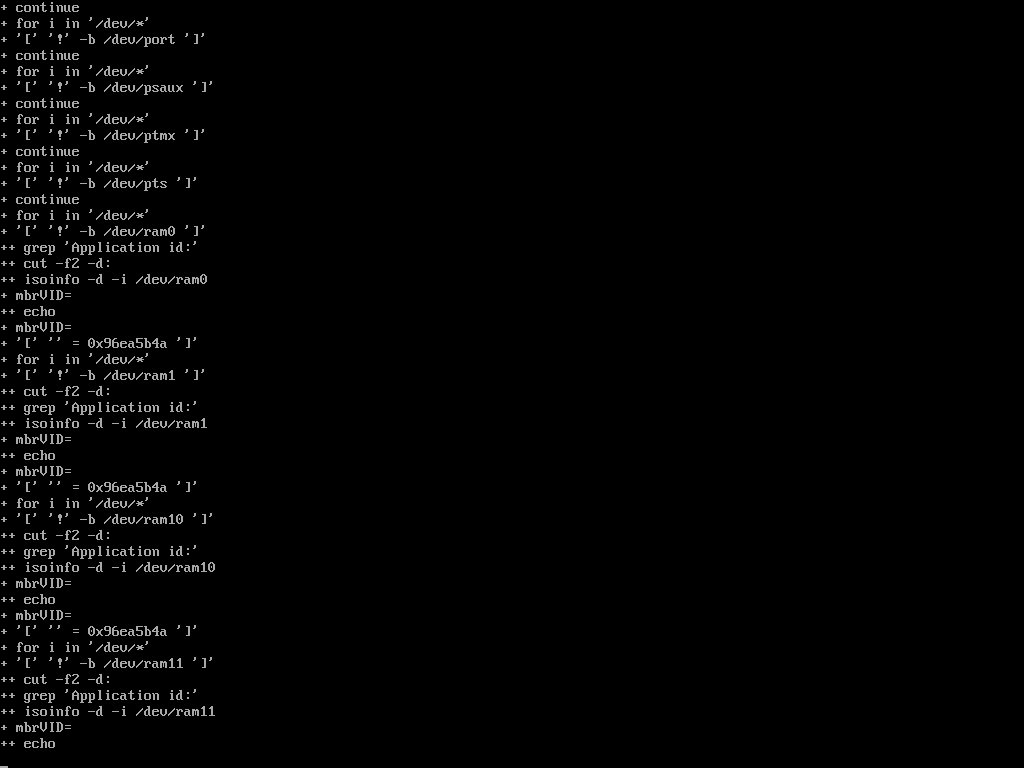 + continue
+ for i in '/dev/*'
+ '[' '!' -b /dev/port ']'
+ continue
+ for i in '/dev/*'
+ '[' '!' -b /dev/psaux ']'
+ continue
+ for i in '/dev/*'
+ '[' '!' -b /dev/ptmx ']'
+ continue
+ for i in '/dev/*'
+ '[' '!' -b /dev/pts ']'
+ continue
+ for i in '/dev/*'
+ '[' '!' -b /dev/ram0 ']'
++ grep 'Application id:'
++ cut -f2 -d:
++ isoinfo -d -i /dev/ram0
+ mbrVID=
++ echo
+ mbrVID=
+ '[' '' = 0x96ea5b4a ']'
+ for i in '/dev/*'
+ '[' '!' -b /dev/ram1 ']'
++ cut -f2 -d:
++ grep 'Application id:'
++ isoinfo -d -i /dev/ram1
+ mbrVID=
++ echo
+ mbrVID=
+ '[' '' = 0x96ea5b4a ']'
+ for i in '/dev/*'
+ '[' '!' -b /dev/ram10 ']'
++ cut -f2 -d:
++ grep 'Application id:'
++ isoinfo -d -i /dev/ram10
+ mbrVID=
++ echo
+ mbrVID=
+ '[' '' = 0x96ea5b4a ']'
+ for i in '/dev/*'
+ '[' '!' -b /dev/ram11 ']'
++ cut -f2 -d:
++ grep 'Application id:'
++ isoinfo -d -i /dev/ram11
+ mbrVID=
++ echo